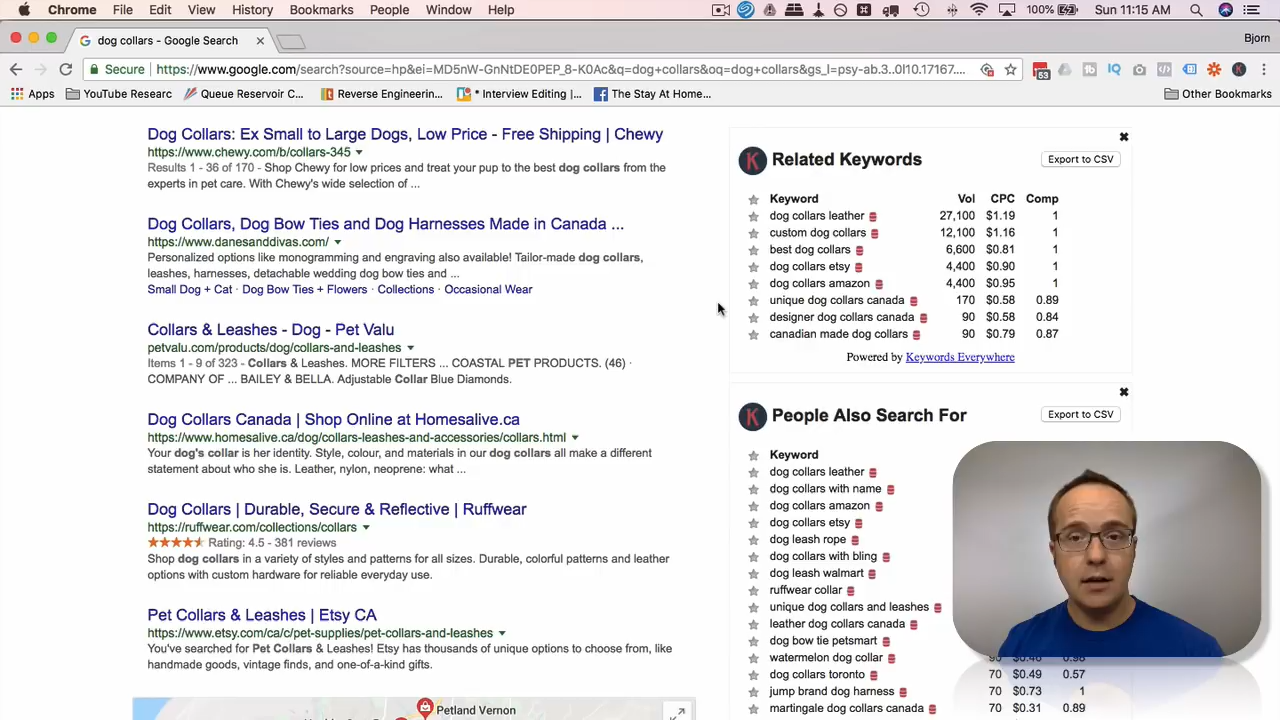 Chrome File Edit View History Bookmarks People Window Help 100% Sun 11:15 AM
dog collars - Google Search
Bjorn
Secure https://www.google.com/search?source=hp&ei=MD5nW-GnNtDE0PEP_8-K0Ac&q=dog+collars&oq=dog+collars&gs_l=psy-ab.3..0l10.17167....
53
Apps YouTube Researc Queue Reservoir C... Reverse Engineering... * Interview Editing |... The Stay At Home... Other Bookmarks
Dog Collars: Ex Small to Large Dogs, Low Price - Free Shipping | Chewy
https://www.chewy.com/b/collars-345
Results 1 - 36 of 170 - Shop Chewy for low prices and treat your pup to the best dog collars from the
experts in pet care. With Chewy's wide selection of ...
Dog Collars, Dog Bow Ties and Dog Harnesses Made in Canada ...
https://www.danesanddivas.com/
Personalized options like monogramming and engraving also available! Tailor-made dog collars,
leashes, harnesses, detachable wedding dog bow ties and ...
Small Dog + Cat · Dog Bow Ties + Flowers · Collections · Occasional Wear
Collars & Leashes - Dog - Pet Valu
petvalu.com/products/dog/collars-and-leashes
Items 1 - 9 of 323 - Collars & Leashes. MORE FILTERS ... COASTAL PET PRODUCTS. (46) ·
COMPANY OF ... BAILEY & BELLA. Adjustable Collar Blue Diamonds.
Dog Collars Canada | Shop Online at Homesalive.ca
https://www.homesalive.ca/dog/collars-leashes-and-accessories/collars.html
Your dog's collar is her identity. Style, colour, and materials in our dog collars all make a different
statement about who she is. Leather, nylon, neoprene: what ...
Dog Collars | Durable, Secure & Reflective | Ruffwear
https://ruffwear.com/collections/collars
Rating: 4.5 - 381 reviews
Shop dog collars in a variety of styles and patterns for all sizes. Durable, colorful patterns and leather
options with custom hardware for reliable everyday use.
Pet Collars & Leashes | Etsy CA
https://www.etsy.com/ca/c/pet-supplies/pet-collars-and-leashes
You've searched for Pet Collars & Leashes! Etsy has thousands of unique options to choose from, like
handmade goods, vintage finds, and one-of-a-kind gifts.
Petland Vernon
K Related Keywords Export to CSV
Keyword Vol CPC Comp
dog collars leather 27,100 $1.19 1
custom dog collars 12,100 $1.16 1
best dog collars 6,600 $0.81 1
dog collars etsy 4,400 $0.90 1
dog collars amazon 4,400 $0.95 1
unique dog collars canada 170 $0.58 0.89
designer dog collars canada 90 $0.58 0.84
canadian made dog collars 90 $0.79 0.87
Powered by Keywords Everywhere
K People Also Search For Export to CSV
Keyword
dog collars leather
dog collars with name
dog collars amazon
dog collars etsy
dog leash rope
dog collars with bling
dog leash walmart
ruffwear collar
unique dog collars and leashes
leather dog collars canada
dog bow tie petsmart
watermelon dog collar
dog collars toronto 70 $0.49 0.57
jump brand dog harness 70 $0.73 1
martingale dog collars canada 70 $0.31 0.89